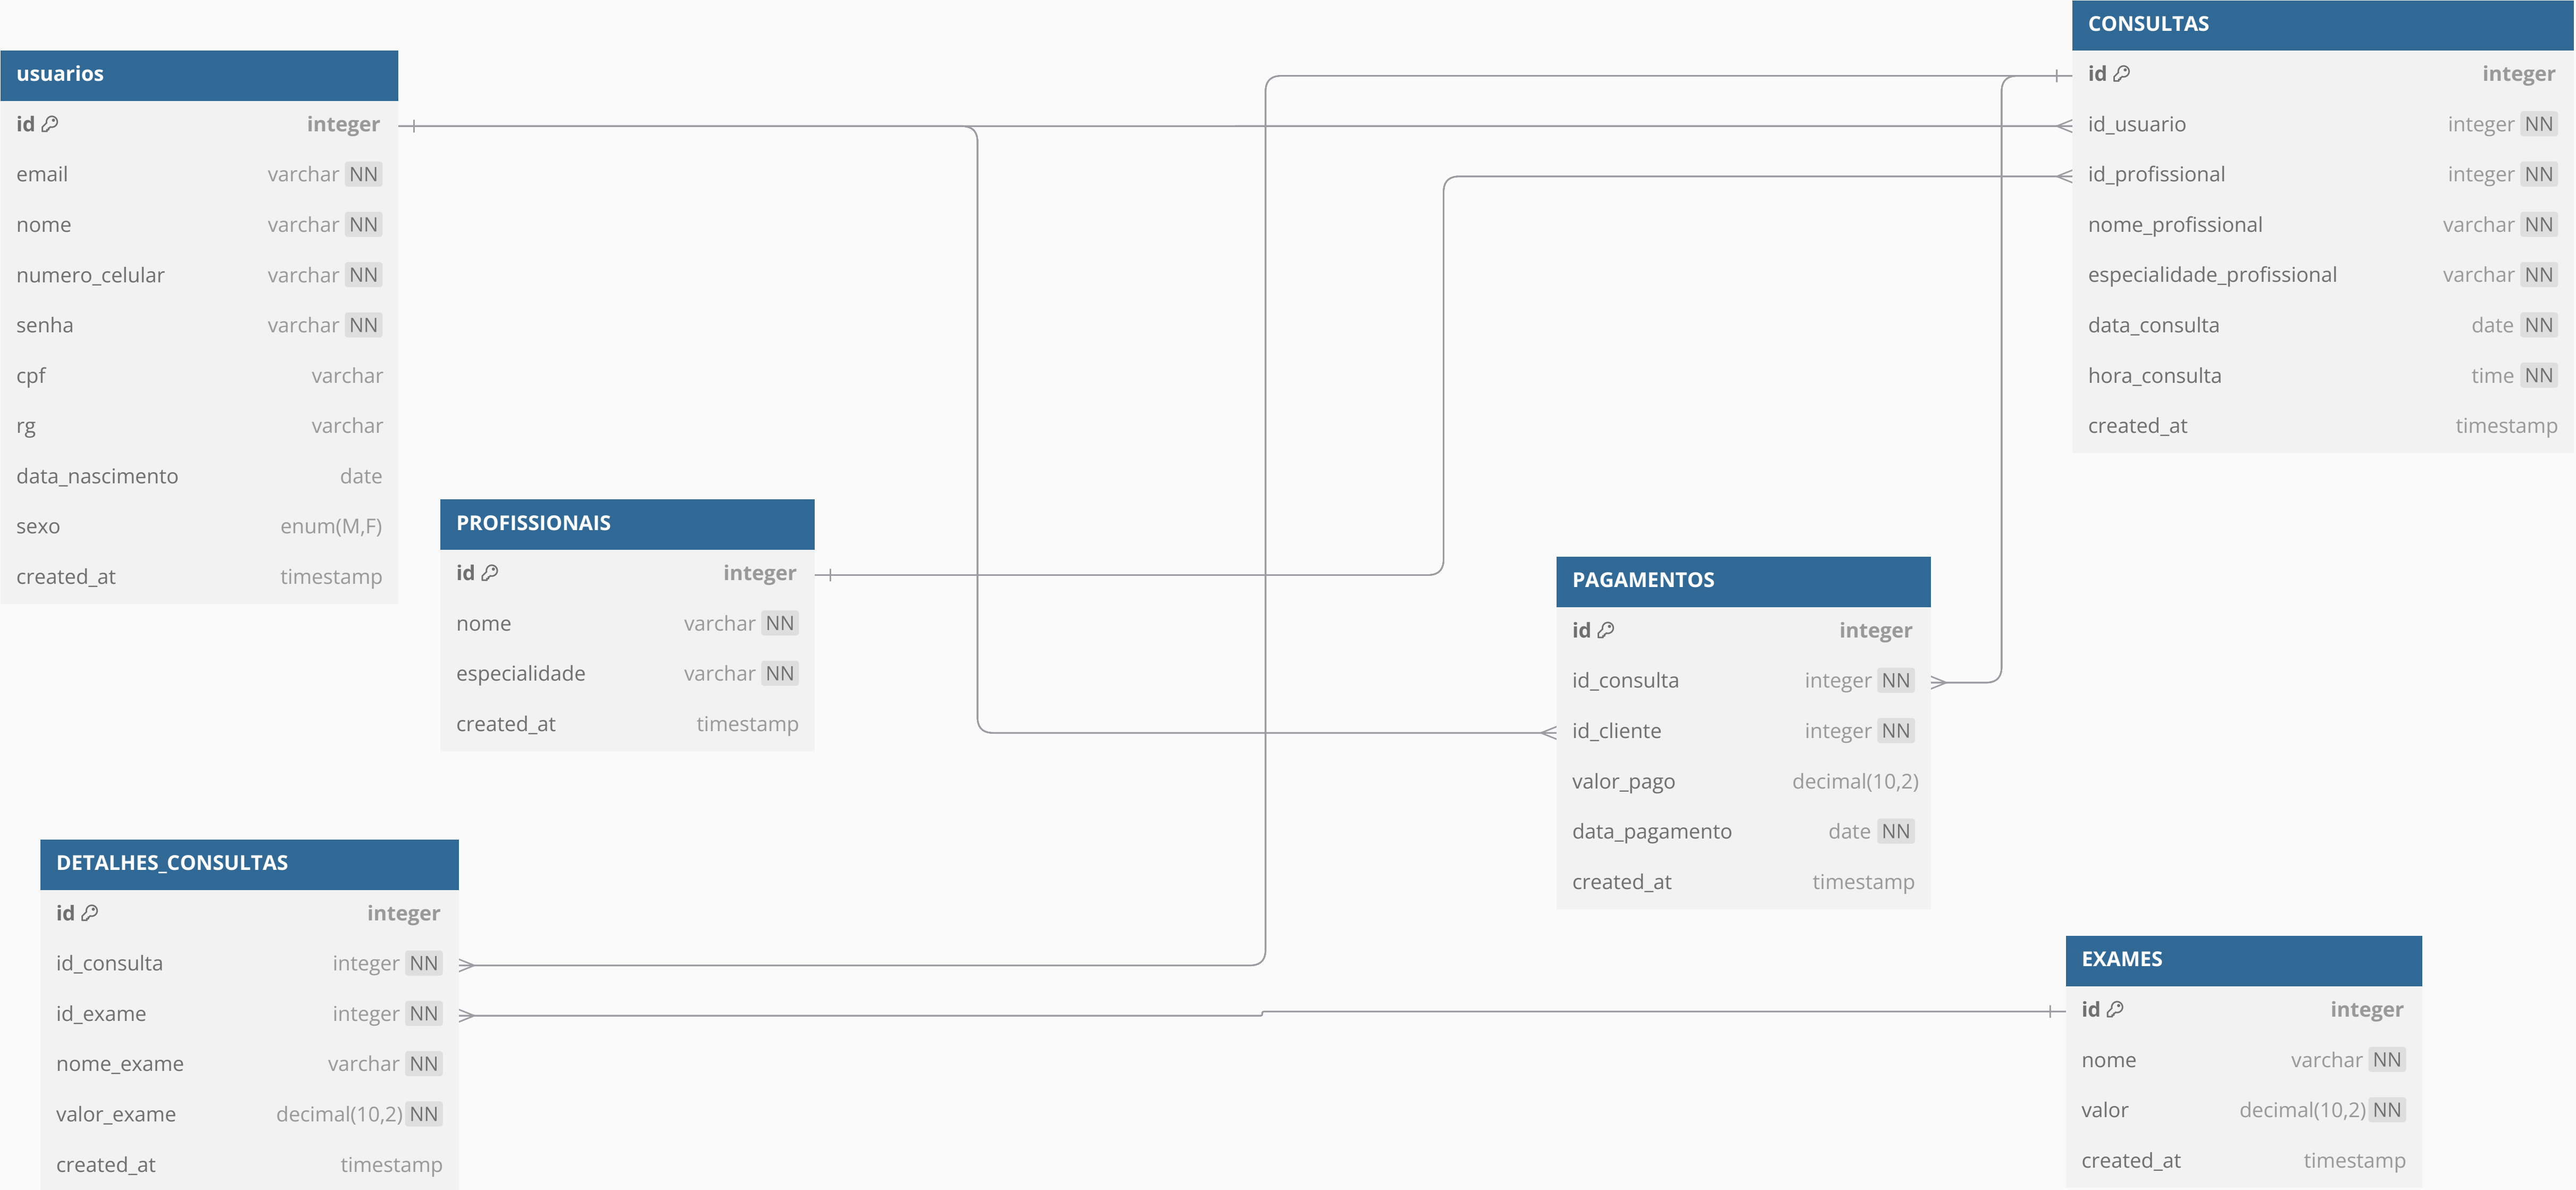 usuarios
id integer
email varchar NN
nome varchar NN
numero_celular varchar NN
senha varchar NN
cpf varchar
rg varchar
data_nascimento date
sexo enum(M,F)
created_at timestamp
PROFISSIONAIS
id integer
nome varchar NN
especialidade varchar NN
created_at timestamp
DETALHES_CONSULTAS
id integer
id_consulta integer NN
id_exame integer NN
nome_exame varchar NN
valor_exame decimal(10,2) NN
created_at timestamp
CONSULTAS
id integer
id_usuario integer NN
id_profissional integer NN
nome_profissional varchar NN
especialidade_profissional varchar NN
data_consulta date NN
hora_consulta time NN
created_at timestamp
PAGAMENTOS
id integer
id_consulta integer NN
id_cliente integer NN
valor_pago decimal(10,2)
data_pagamento date NN
created_at timestamp
EXAMES
id integer
nome varchar NN
valor decimal(10,2) NN
created_at timestamp